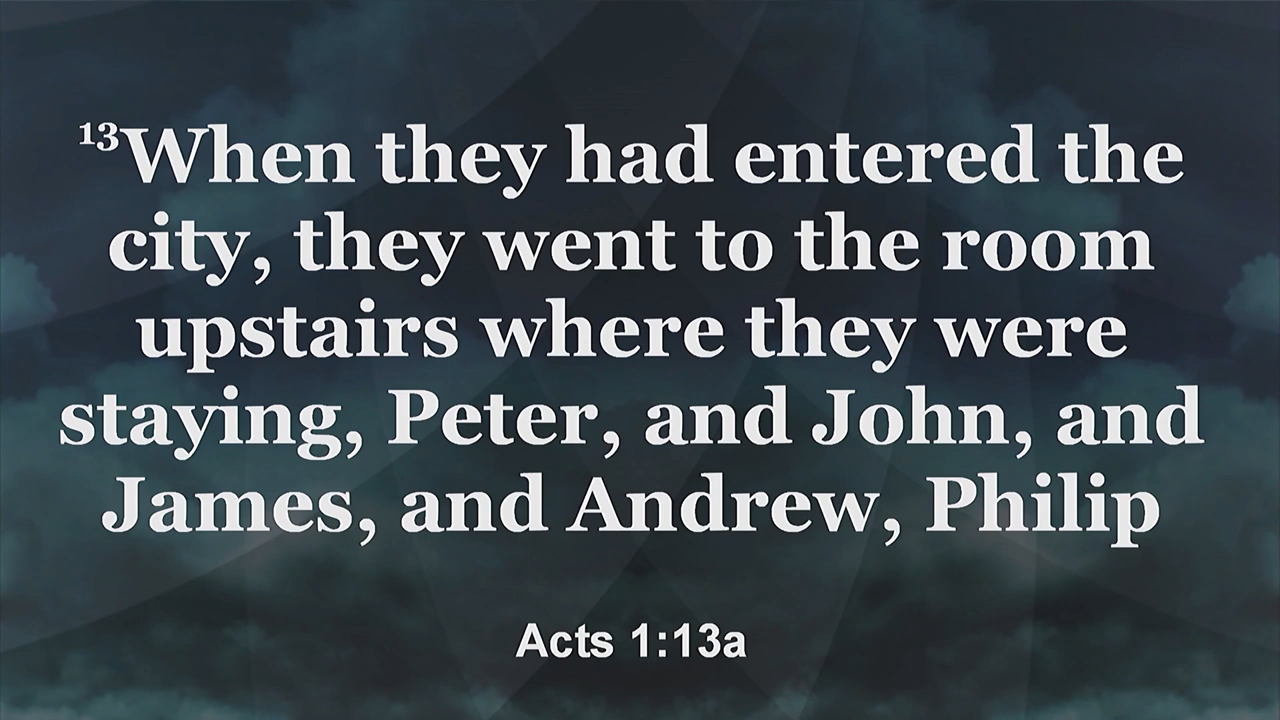 ¹³When they had entered the
city, they went to the room
upstairs where they were
staying, Peter, and John, and
James, and Andrew, Philip
Acts 1:13a